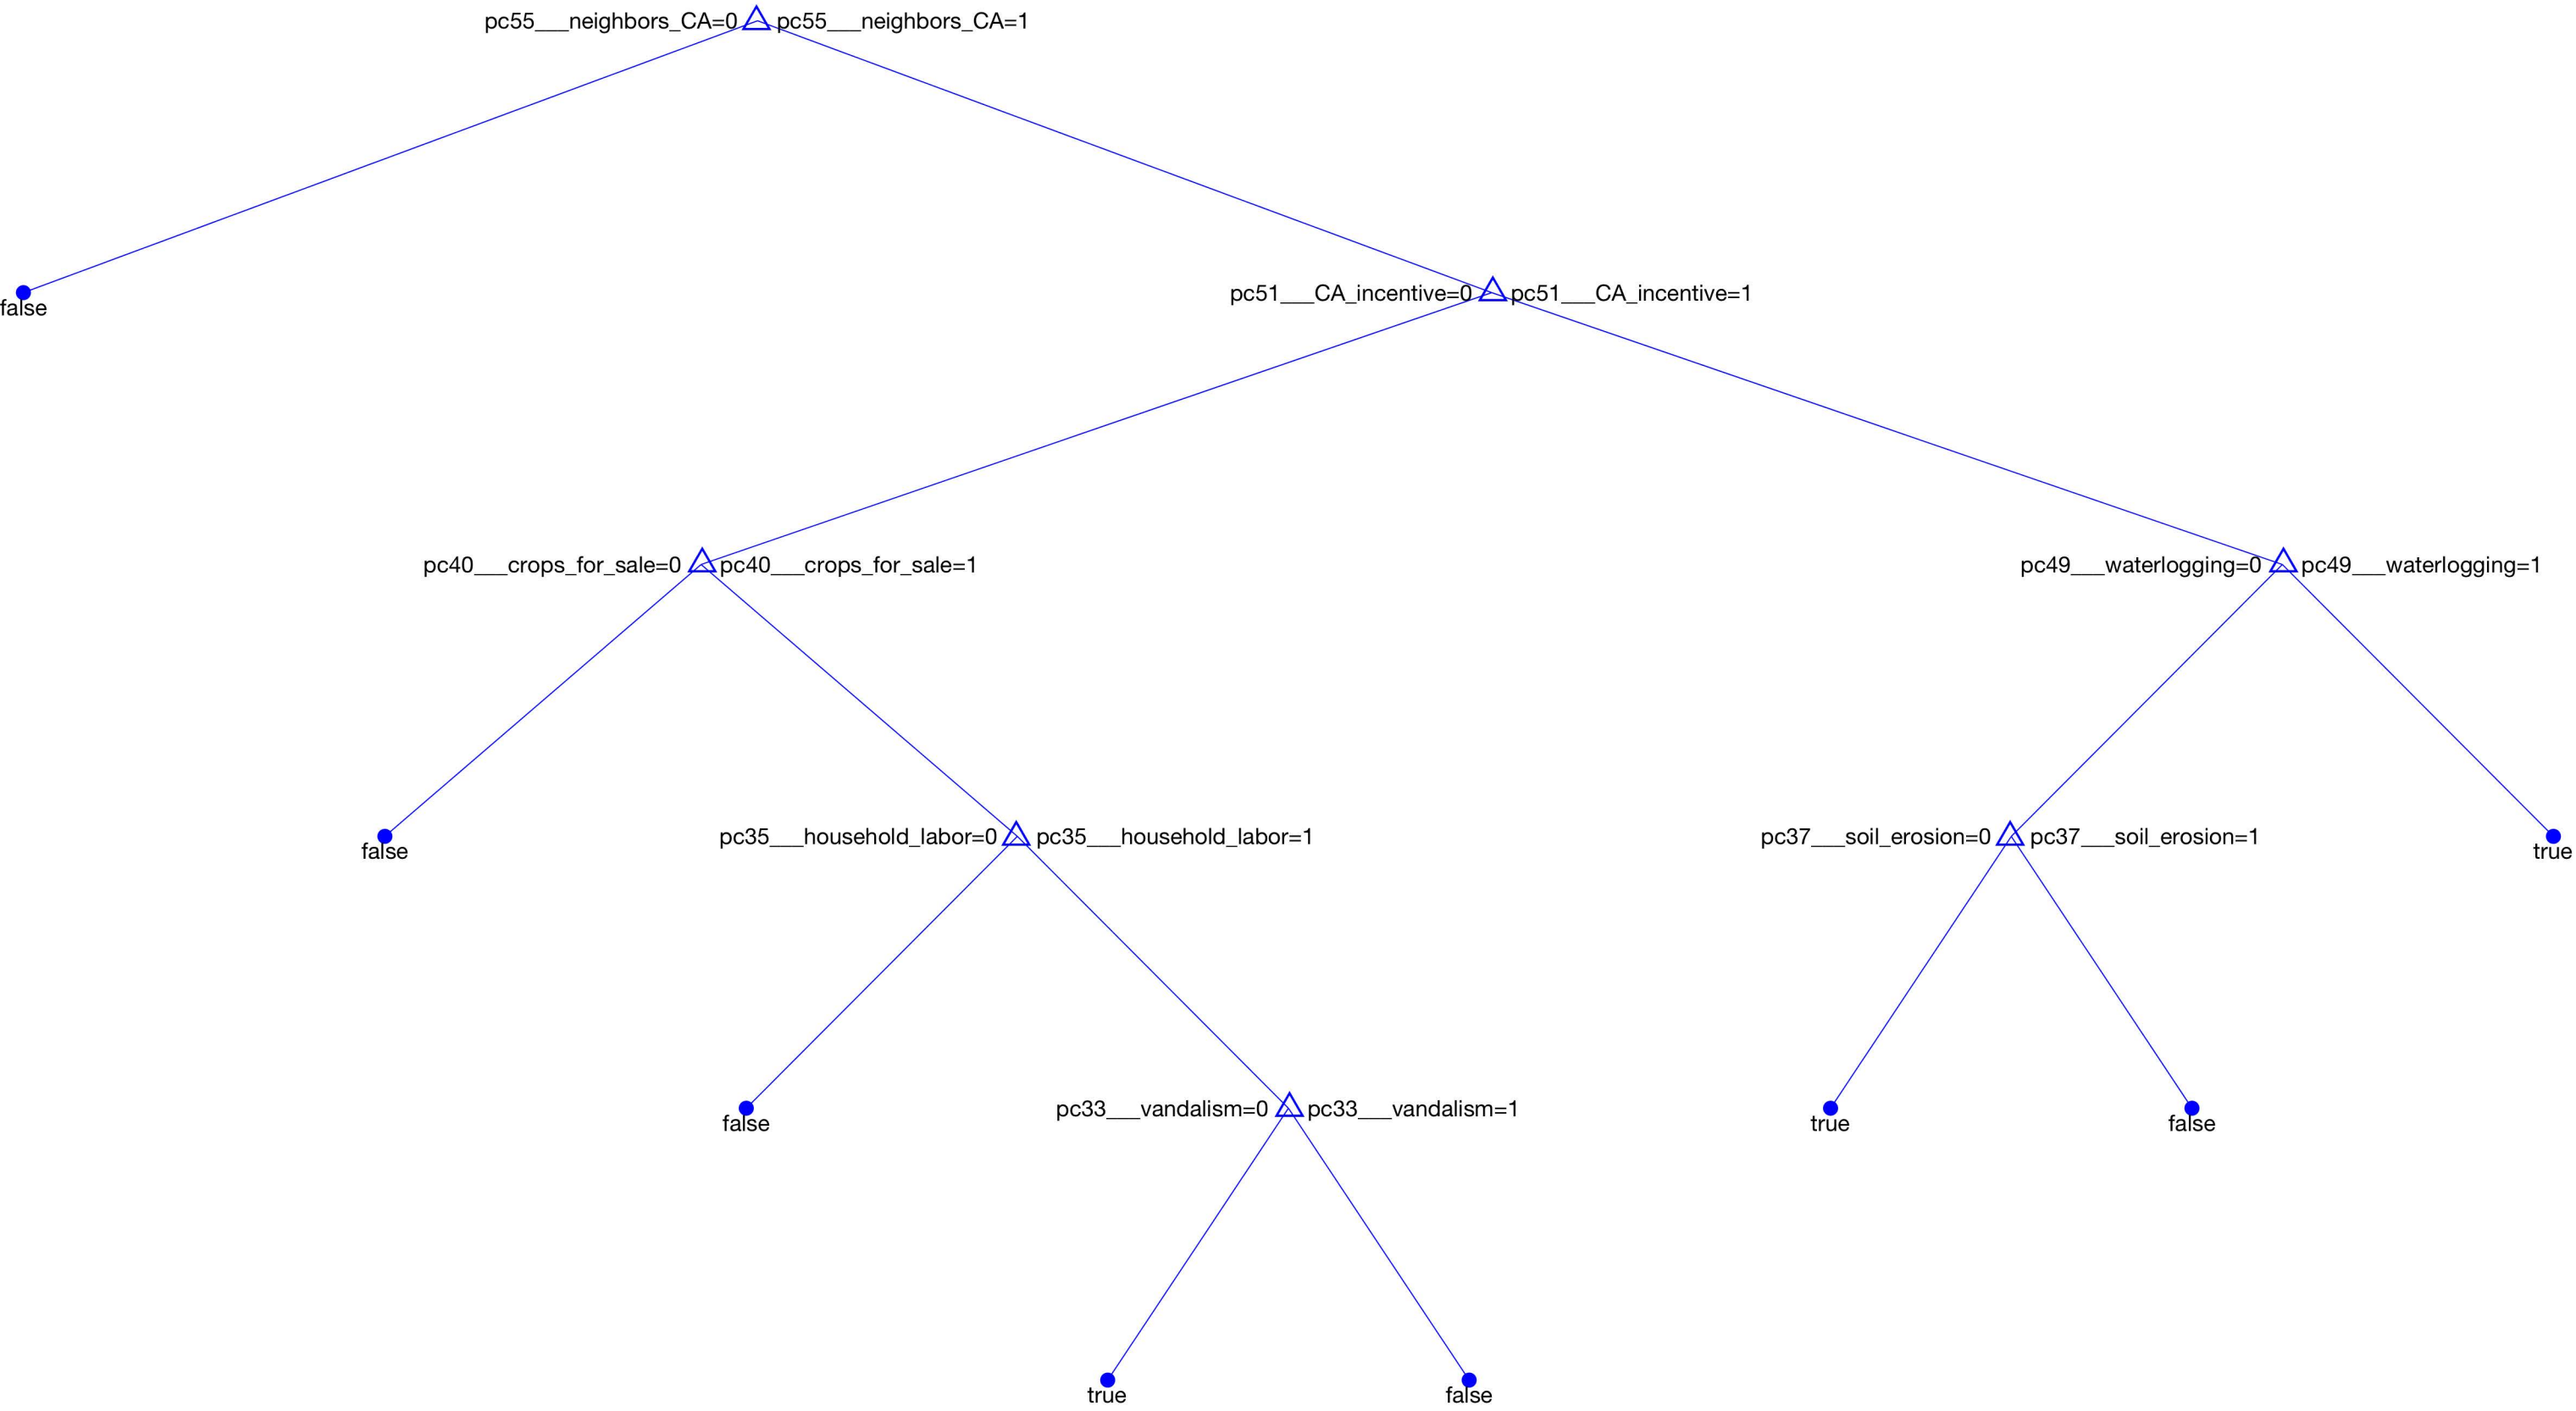 pc55___neighbors_CA=0 pc55___neighbors_CA=1
false
pc51___CA_incentive=0 pc51___CA_incentive=1
pc40___crops_for_sale=0 pc40___crops_for_sale=1
pc49___waterlogging=0 pc49___waterlogging=1
false
pc35___household_labor=0 pc35___household_labor=1
pc37___soil_erosion=0 pc37___soil_erosion=1
true
false
pc33___vandalism=0 pc33___vandalism=1
true
false
true
false